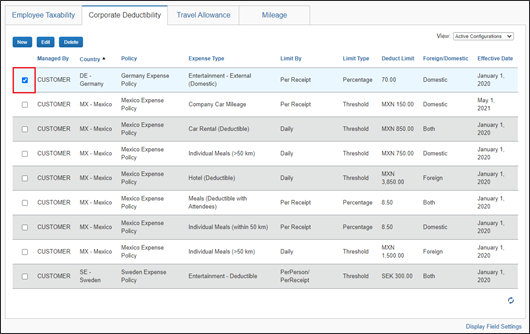 Employee Taxability Corporate Deductibility Travel Allowance Mileage
View: Active Configurations
New Edit Delete
Managed By Country Policy Expense Type Limit By Limit Type Deduct Limit Foreign/Domestic Effective Date
CUSTOMER DE - Germany Germany Expense Policy Entertainment - External (Domestic) Per Receipt Percentage 70.00 Domestic January 1, 2020
CUSTOMER MX - Mexico Mexico Expense Policy Company Car Mileage Per Receipt Threshold MXN 150.00 Domestic May 1, 2021
CUSTOMER MX - Mexico Mexico Expense Policy Car Rental (Deductible) Daily Threshold MXN 850.00 Both January 1, 2020
CUSTOMER MX - Mexico Mexico Expense Policy Individual Meals (>50 km) Daily Threshold MXN 750.00 Domestic January 1, 2020
CUSTOMER MX - Mexico Mexico Expense Policy Hotel (Deductible) Daily Threshold MXN 3,850.00 Foreign January 1, 2020
CUSTOMER MX - Mexico Mexico Expense Policy Meals (Deductible with Attendees) Per Receipt Percentage 8.50 Both January 1, 2020
CUSTOMER MX - Mexico Mexico Expense Policy Individual Meals (within 50 km) Per Receipt Percentage 8.50 Domestic January 1, 2020
CUSTOMER MX - Mexico Mexico Expense Policy Individual Meals (>50 km) Daily Threshold MXN 1,500.00 Foreign January 1, 2020
CUSTOMER SE - Sweden Sweden Expense Policy Entertainment - Deductible PerPerson/PerReceipt Threshold SEK 300.00 Both January 1, 2020
Display Field Settings